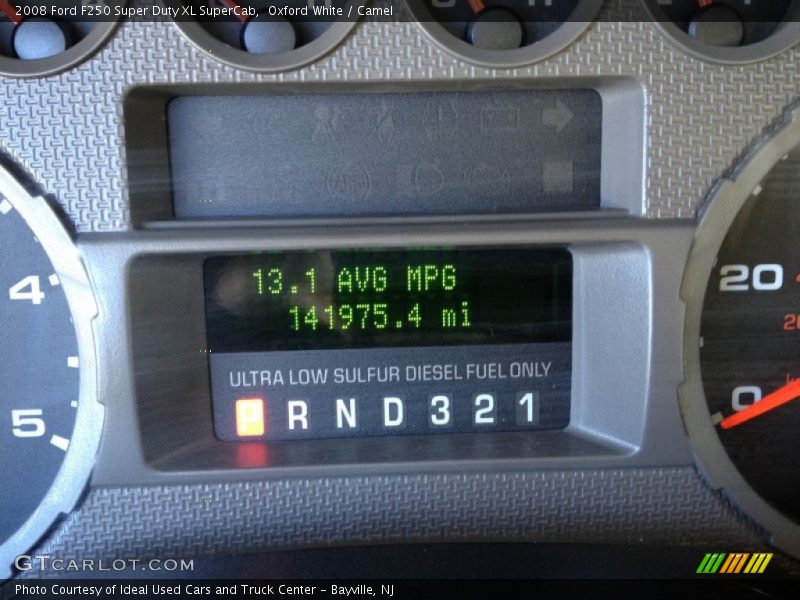 2008 Ford F250 Super Duty XL SuperCab,  Oxford White / Camel
13.1 AVG MPG
141975.4 mi
ULTRA LOW SULFUR DIESEL FUEL ONLY
P R N D 3 2 1
4
5
20
0
GTCARLOT.COM
Photo Courtesy of Ideal Used Cars and Truck Center – Bayville, NJ